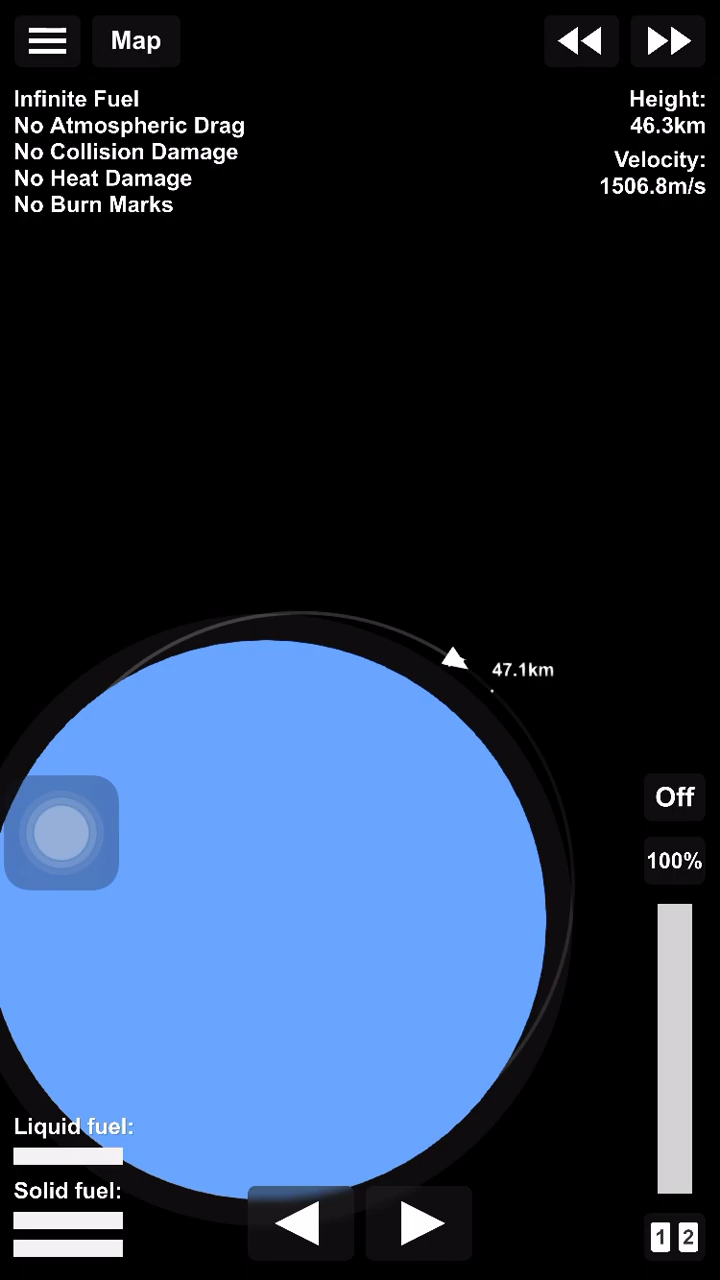 Map
Infinite Fuel
No Atmospheric Drag
No Collision Damage
No Heat Damage
No Burn Marks
Height:
46.3km
Velocity:
1506.8m/s
47.1km
Off
100%
Liquid fuel:
Solid fuel:
1 2